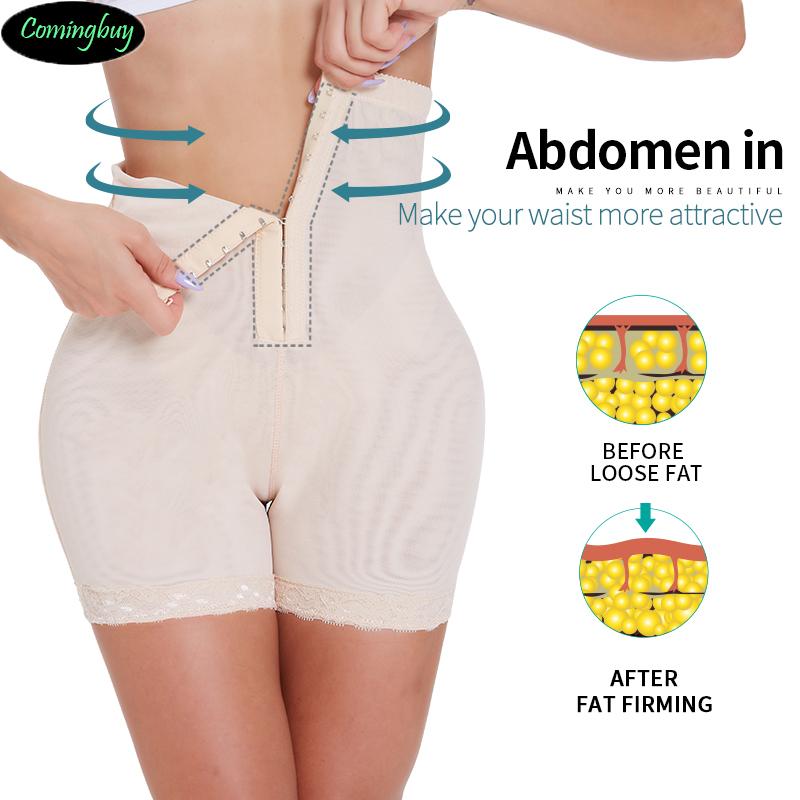 Comingbuy
Abdomen in
MAKE YOU MORE BEAUTIFUL
Make your waist more attractive
BEFORE
LOOSE FAT
AFTER
FAT FIRMING